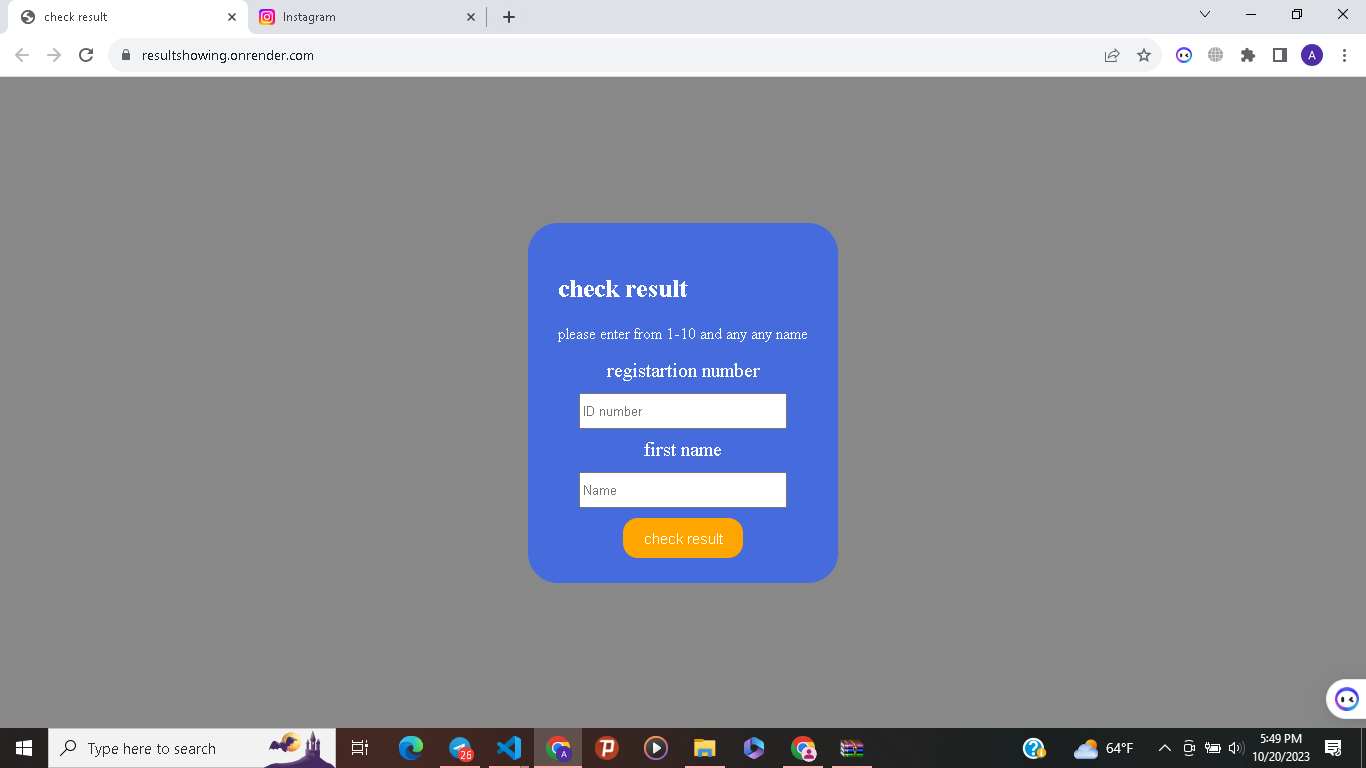 check result
Instagram
resultshowing.onrender.com
A
check result
please enter from 1-10 and any any name
registartion number
ID number
first name
Name
check result
Type here to search
26
A
64°F
5:49 PM
10/20/2023